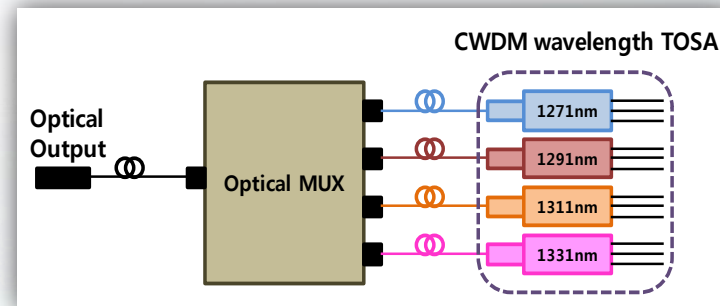 CWDM wavelength TOSA
Optical
Output
Optical MUX
1271nm
1291nm
1311nm
1331nm